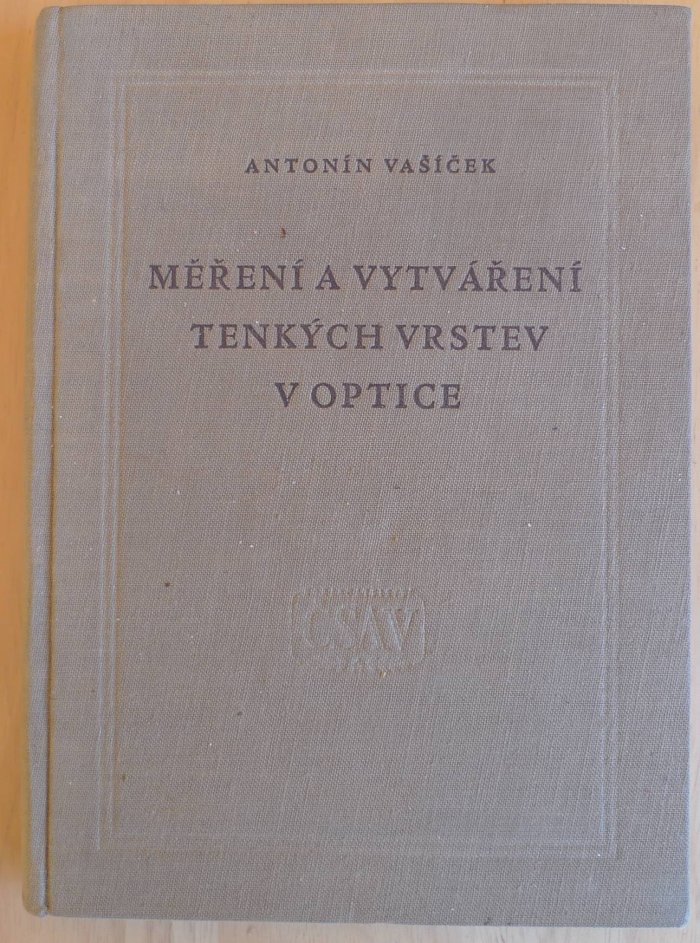 ANTONÍN VAŠÍČEK
MĚŘENÍ A VYTVÁŘENÍ
TENKÝCH VRSTEV
V OPTICE
ČSAV